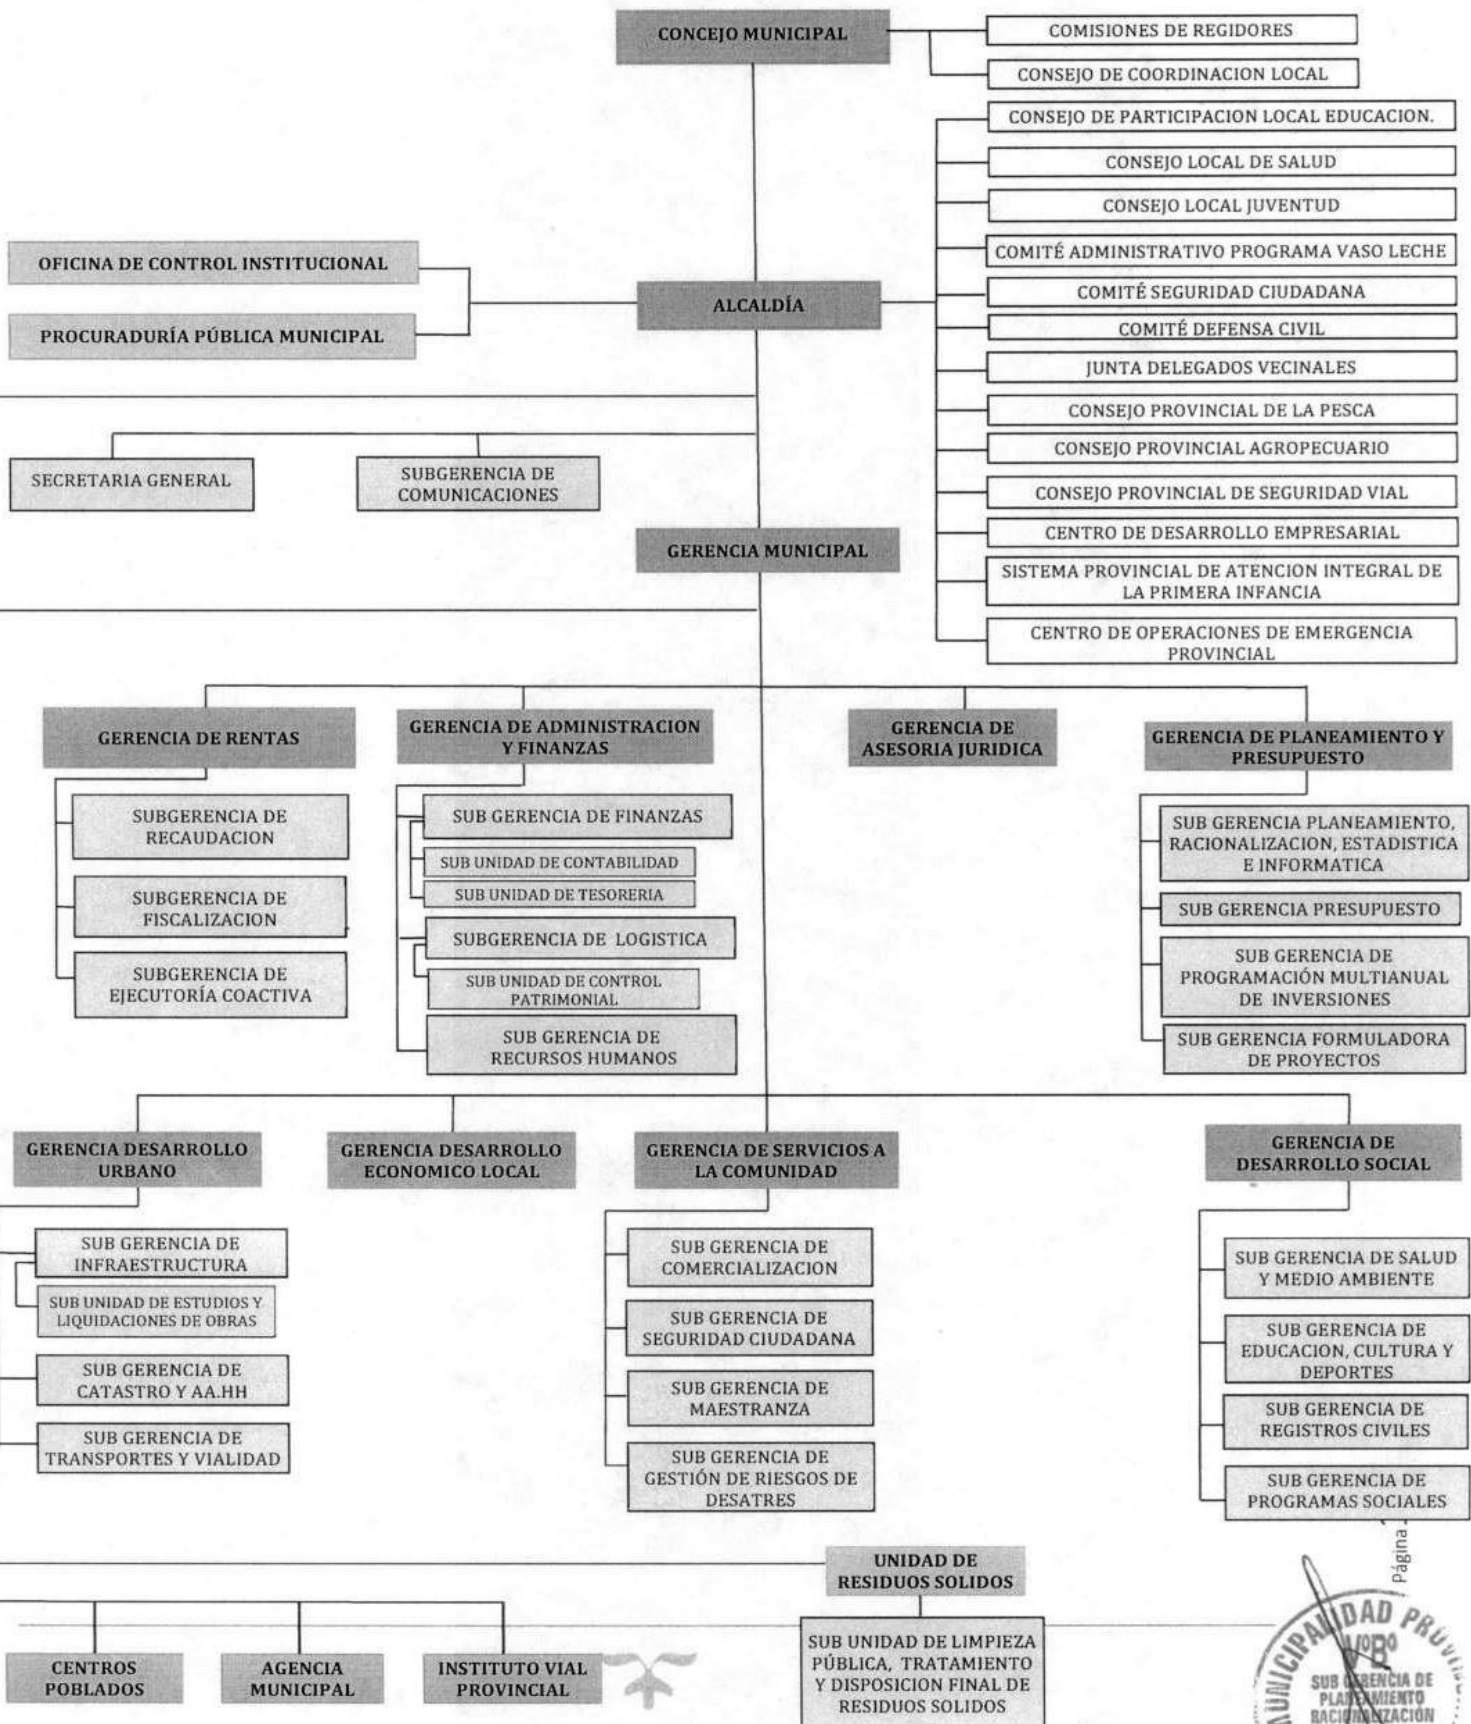 CONCEJO MUNICIPAL
COMISIONES DE REGIDORES
CONSEJO DE COORDINACION LOCAL
CONSEJO DE PARTICIPACION LOCAL EDUCACION.
CONSEJO LOCAL DE SALUD
CONSEJO LOCAL JUVENTUD
COMITÉ ADMINISTRATIVO PROGRAMA VASO LECHE
COMITÉ SEGURIDAD CIUDADANA
COMITÉ DEFENSA CIVIL
JUNTA DELEGADOS VECINALES
CONSEJO PROVINCIAL DE LA PESCA
CONSEJO PROVINCIAL AGROPECUARIO
CONSEJO PROVINCIAL DE SEGURIDAD VIAL
CENTRO DE DESARROLLO EMPRESARIAL
SISTEMA PROVINCIAL DE ATENCION INTEGRAL DE
LA PRIMERA INFANCIA
CENTRO DE OPERACIONES DE EMERGENCIA
PROVINCIAL
OFICINA DE CONTROL INSTITUCIONAL
PROCURADURÍA PÚBLICA MUNICIPAL
ALCALDÍA
SECRETARIA GENERAL
SUBGERENCIA DE
COMUNICACIONES
GERENCIA MUNICIPAL
GERENCIA DE RENTAS
SUBGERENCIA DE
RECAUDACION
SUBGERENCIA DE
FISCALIZACION
SUBGERENCIA DE
EJECUTORÍA COACTIVA
GERENCIA DE ADMINISTRACION
Y FINANZAS
SUB GERENCIA DE FINANZAS
SUB UNIDAD DE CONTABILIDAD
SUB UNIDAD DE TESORERIA
SUBGERENCIA DE LOGISTICA
SUB UNIDAD DE CONTROL
PATRIMONIAL
SUB GERENCIA DE
RECURSOS HUMANOS
GERENCIA DE
ASESORIA JURIDICA
GERENCIA DE PLANEAMIENTO Y
PRESUPUESTO
SUB GERENCIA PLANEAMIENTO,
RACIONALIZACION, ESTADISTICA
E INFORMATICA
SUB GERENCIA PRESUPUESTO
SUB GERENCIA DE
PROGRAMACIÓN MULTIANUAL
DE INVERSIONES
SUB GERENCIA FORMULADORA
DE PROYECTOS
GERENCIA DESARROLLO
URBANO
SUB GERENCIA DE
INFRAESTRUCTURA
SUB UNIDAD DE ESTUDIOS Y
LIQUIDACIONES DE OBRAS
SUB GERENCIA DE
CATASTRO Y AA.HH
SUB GERENCIA DE
TRANSPORTES Y VIALIDAD
GERENCIA DESARROLLO
ECONOMICO LOCAL
GERENCIA DE SERVICIOS A
LA COMUNIDAD
SUB GERENCIA DE
COMERCIALIZACION
SUB GERENCIA DE
SEGURIDAD CIUDADANA
SUB GERENCIA DE
MAESTRANZA
SUB GERENCIA DE
GESTIÓN DE RIESGOS DE
DESATRES
GERENCIA DE
DESARROLLO SOCIAL
SUB GERENCIA DE SALUD
Y MEDIO AMBIENTE
SUB GERENCIA DE
EDUCACION, CULTURA Y
DEPORTES
SUB GERENCIA DE
REGISTROS CIVILES
SUB GERENCIA DE
PROGRAMAS SOCIALES
UNIDAD DE
RESIDUOS SOLIDOS
SUB UNIDAD DE LIMPIEZA
PÚBLICA, TRATAMIENTO
Y DISPOSICION FINAL DE
RESIDUOS SOLIDOS
CENTROS
POBLADOS
AGENCIA
MUNICIPAL
INSTITUTO VIAL
PROVINCIAL
Página
VºBº
SUB GERENCIA DE
PLANEAMIENTO
RACIONALIZACIÓN